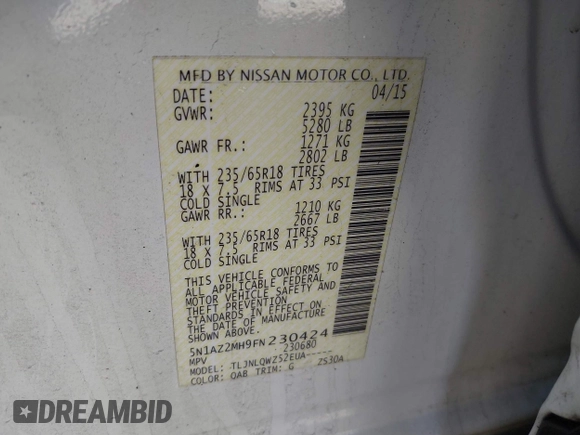 MFD BY NISSAN MOTOR CO., LTD.
DATE: 04/15
GVWR: 2395 KG
5280 LB
GAWR FR.: 1271 KG
2802 LB
WITH 235/65R18 TIRES
18 X 7.5 RIMS AT 33 PSI
COLD SINGLE
GAWR RR.: 1210 KG
2667 LB
WITH 235/65R18 TIRES
18 X 7.5 RIMS AT 33 PSI
COLD SINGLE
THIS VEHICLE CONFORMS TO
ALL APPLICABLE FEDERAL
MOTOR VEHICLE SAFETY AND
THEFT PREVENTION
STANDARDS IN EFFECT ON
THE DATE OF MANUFACTURE
SHOWN ABOVE.
5N1AZ2MH9FN230424
MPV 230680
MODEL: TLJNLQWZ52EUA-----
COLOR: QAB TRIM: G ZS30A
DREAMBID
DREAMBID